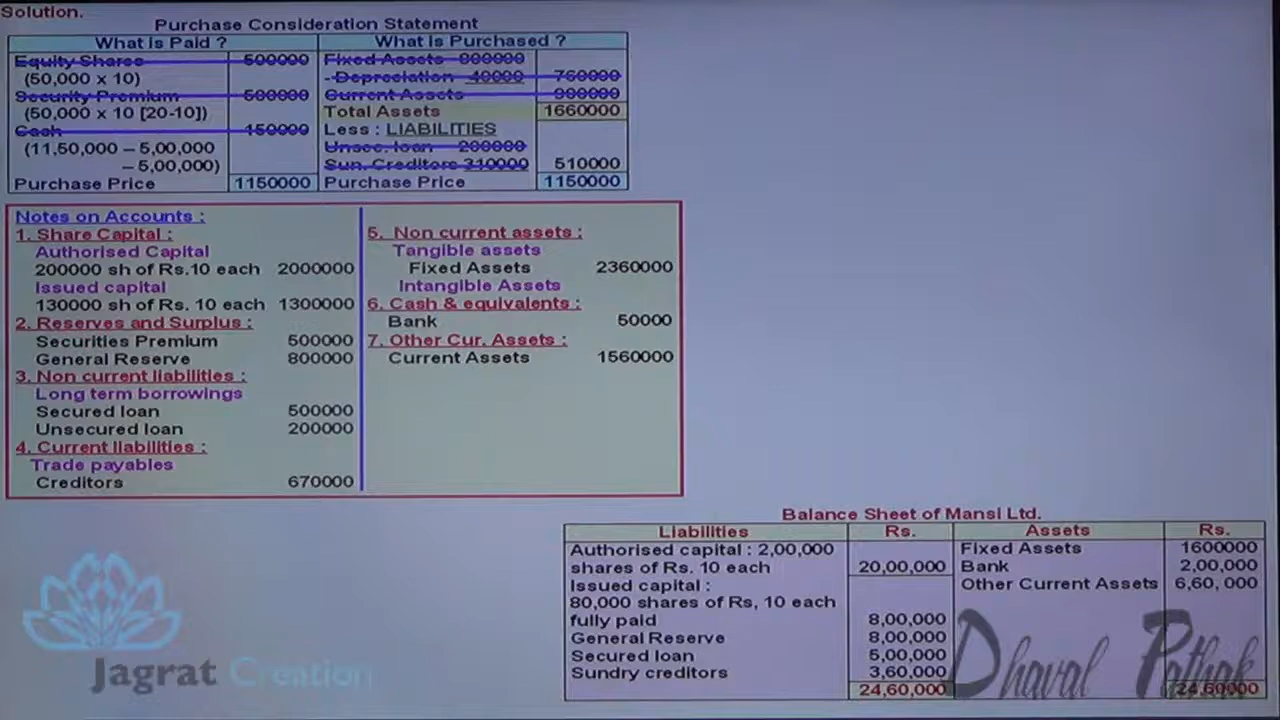 Solution.
Purchase Consideration Statement
What is Paid ? What is Purchased ?
Equity Shares 500000 Fixed Assets 800000
(50,000 x 10) - Depreciation 40000 760000
Security Premium 500000 Current Assets 900000
(50,000 x 10 [20-10]) Total Assets 1660000
Cash 150000 Less : LIABILITIES
(11,50,000 – 5,00,000 Unsec. loan 200000
– 5,00,000) Sun. Creditors 310000 510000
Purchase Price 1150000 Purchase Price 1150000
Notes on Accounts :
1. Share Capital :
Authorised Capital
200000 sh of Rs.10 each 2000000
Issued capital
130000 sh of Rs. 10 each 1300000
2. Reserves and Surplus :
Securities Premium 500000
General Reserve 800000
3. Non current liabilities :
Long term borrowings
Secured loan 500000
Unsecured loan 200000
4. Current liabilities :
Trade payables
Creditors 670000
5. Non current assets :
Tangible assets
Fixed Assets 2360000
Intangible Assets
6. Cash & equivalents :
Bank 50000
7. Other Cur. Assets :
Current Assets 1560000
Balance Sheet of Mansi Ltd.
Liabilities Rs. Assets Rs.
Authorised capital : 2,00,000 Fixed Assets 1600000
shares of Rs. 10 each 20,00,000 Bank 2,00,000
Issued capital : Other Current Assets 6,60, 000
80,000 shares of Rs, 10 each
fully paid 8,00,000
General Reserve 8,00,000
Secured loan 5,00,000
Sundry creditors 3,60,000
24,60,000 24,60000
Jagrat Creation
Dhaval Pathak